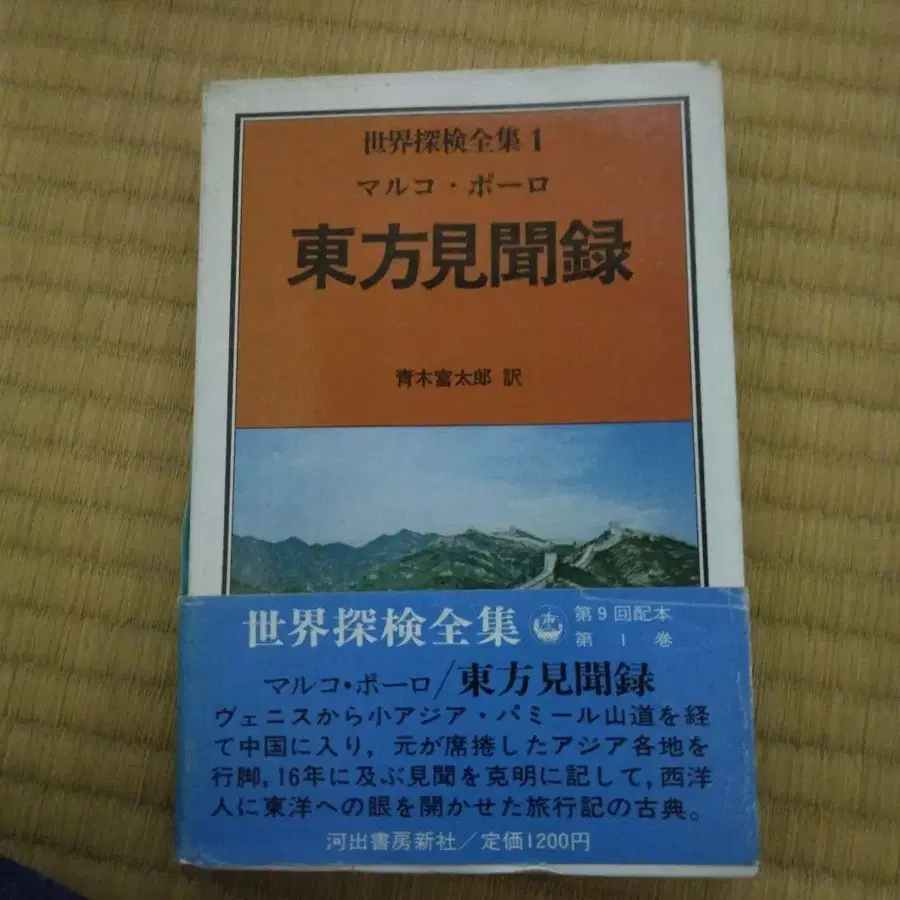 世界探検全集1
マルコ・ポーロ
東方見聞録
青木富太郎 訳
世界探検全集
第9回配本
第1巻
マルコ・ポーロ/東方見聞録
ヴェニスから小アジア・パミール山道を経
て中国に入り，元が席捲したアジア各地を
行脚，16年に及ぶ見聞を克明に記して，西洋
人に東洋への眼を開かせた旅行記の古典。
河出書房新社／定価1200円